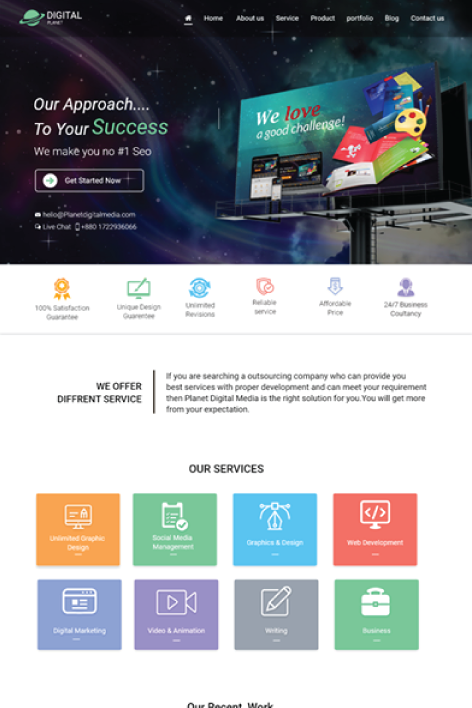 DIGITAL
PLANET
Home About us Service Product portfolio Blog Contact us
Our Approach....
To Your Success
We make you no #1 Seo
Get Started Now
We love
a good challenge!
hello@Planetdigitalmedia.com
Live Chat +880 1722936066
100% Satisfaction
Guarantee
Unique Design
Guarentee
Unlimited
Revisions
Reliable
service
Affordable
Price
24/7 Business
Coultancy
WE OFFER
DIFFRENT SERVICE
If you are searching a outsourcing company who can provide you
best services with proper development and can meet your requirement
then Planet Digital Media is the right solution for you.You will get more
from your expectation.
OUR SERVICES
Unlimited Graphic
Design
Social Media
Management
Graphics & Design
Web Development
Digital Marketing
Video & Animation
Writing
Business
Our Recent Work